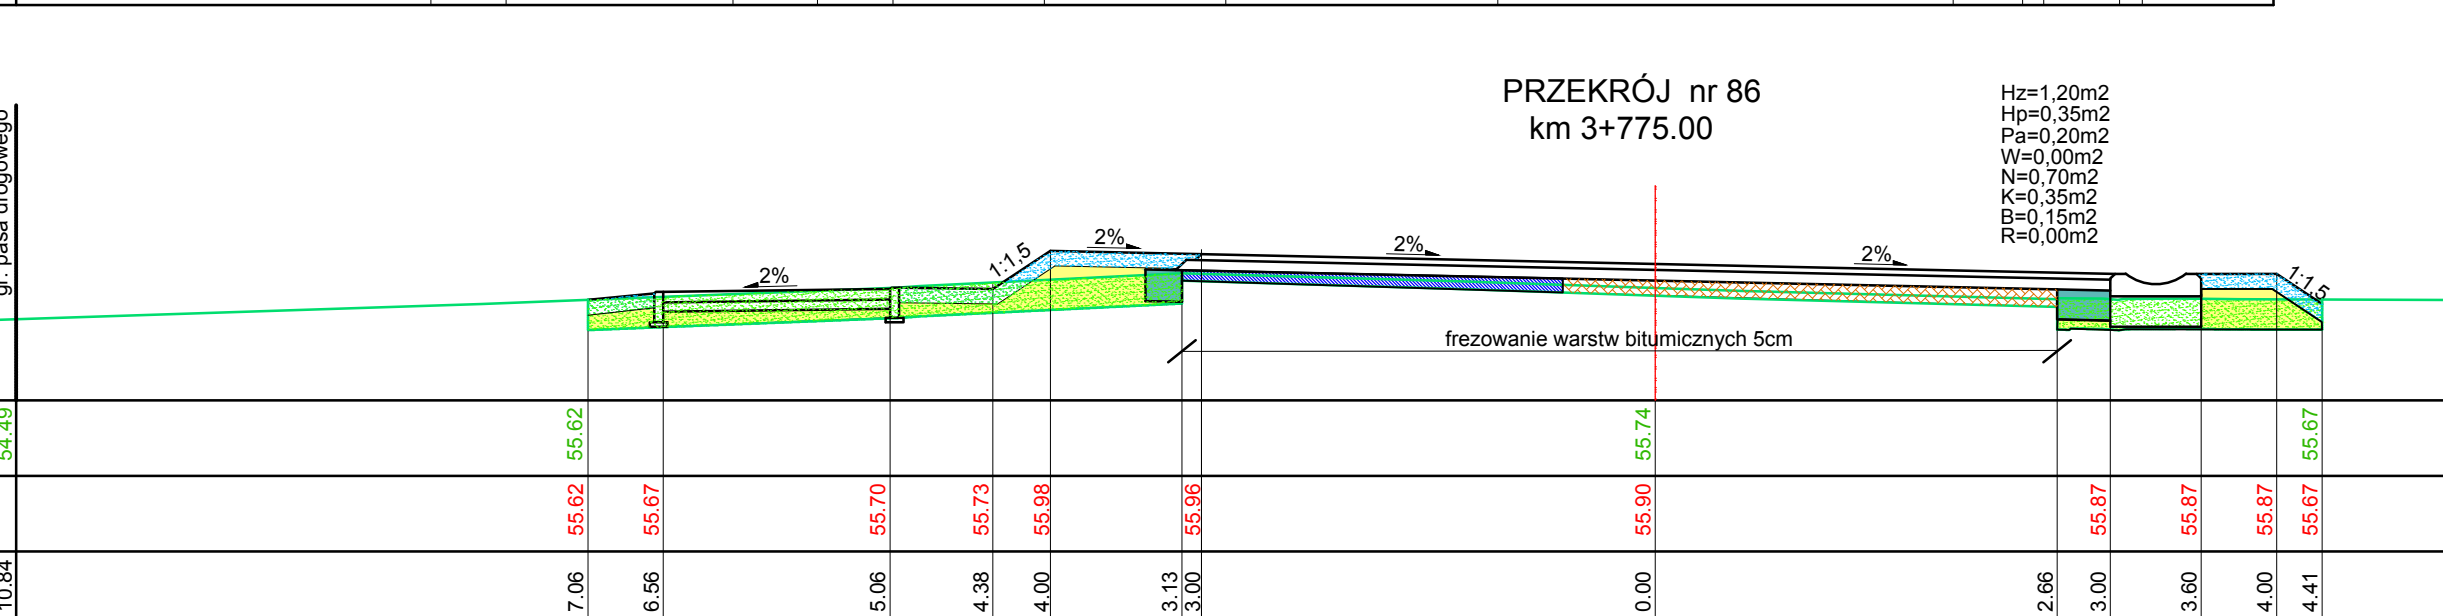 PRZEKRÓJ nr 86
km 3+775.00
Hz=1,20m2
Hp=0,35m2
Pa=0,20m2
W=0,00m2
N=0,70m2
K=0,35m2
B=0,15m2
R=0,00m2
gr. pasa drogowego
2%
1:1,5
2%
2%
2%
1:1,5
frezowanie warstw bitumicznych 5cm
54.49
55.62
55.74
55.67
55.62
55.67
55.70
55.73
55.98
55.96
55.90
55.87
55.87
55.87
55.67
10.84
7.06
6.56
5.06
4.38
4.00
3.13
3.00
0.00
2.66
3.00
3.60
4.00
4.41